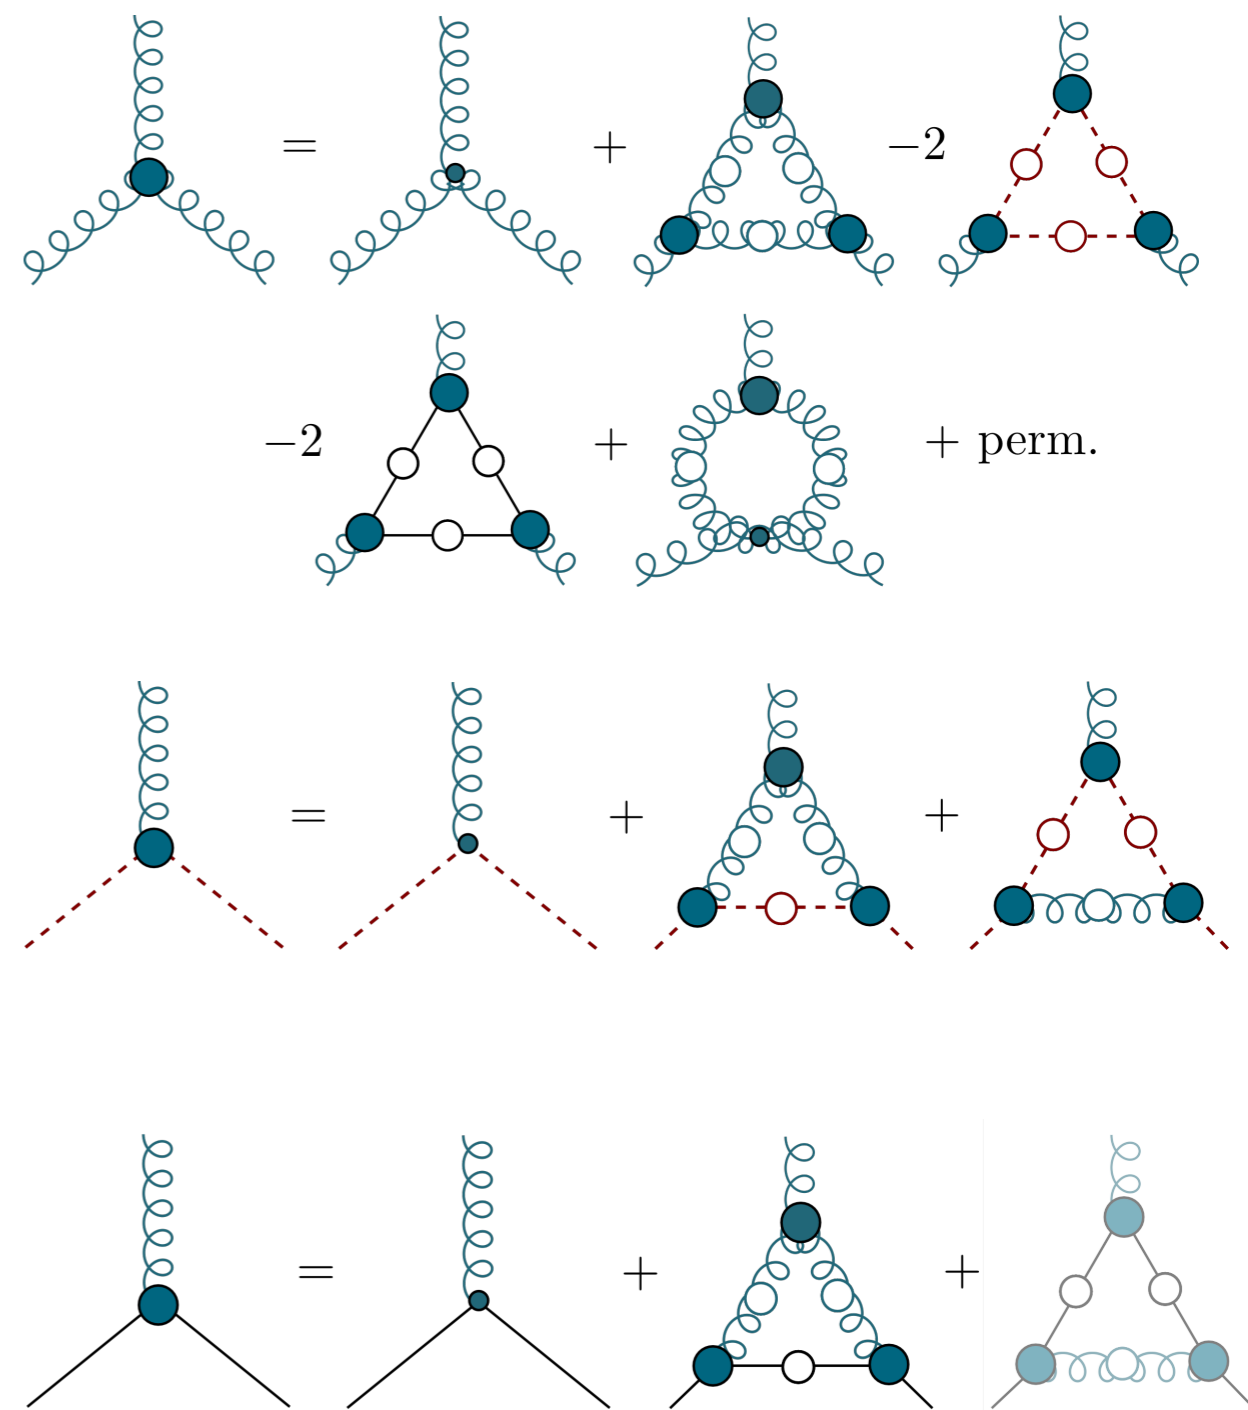 = + −2
−2 + + perm.
= + +
= + +